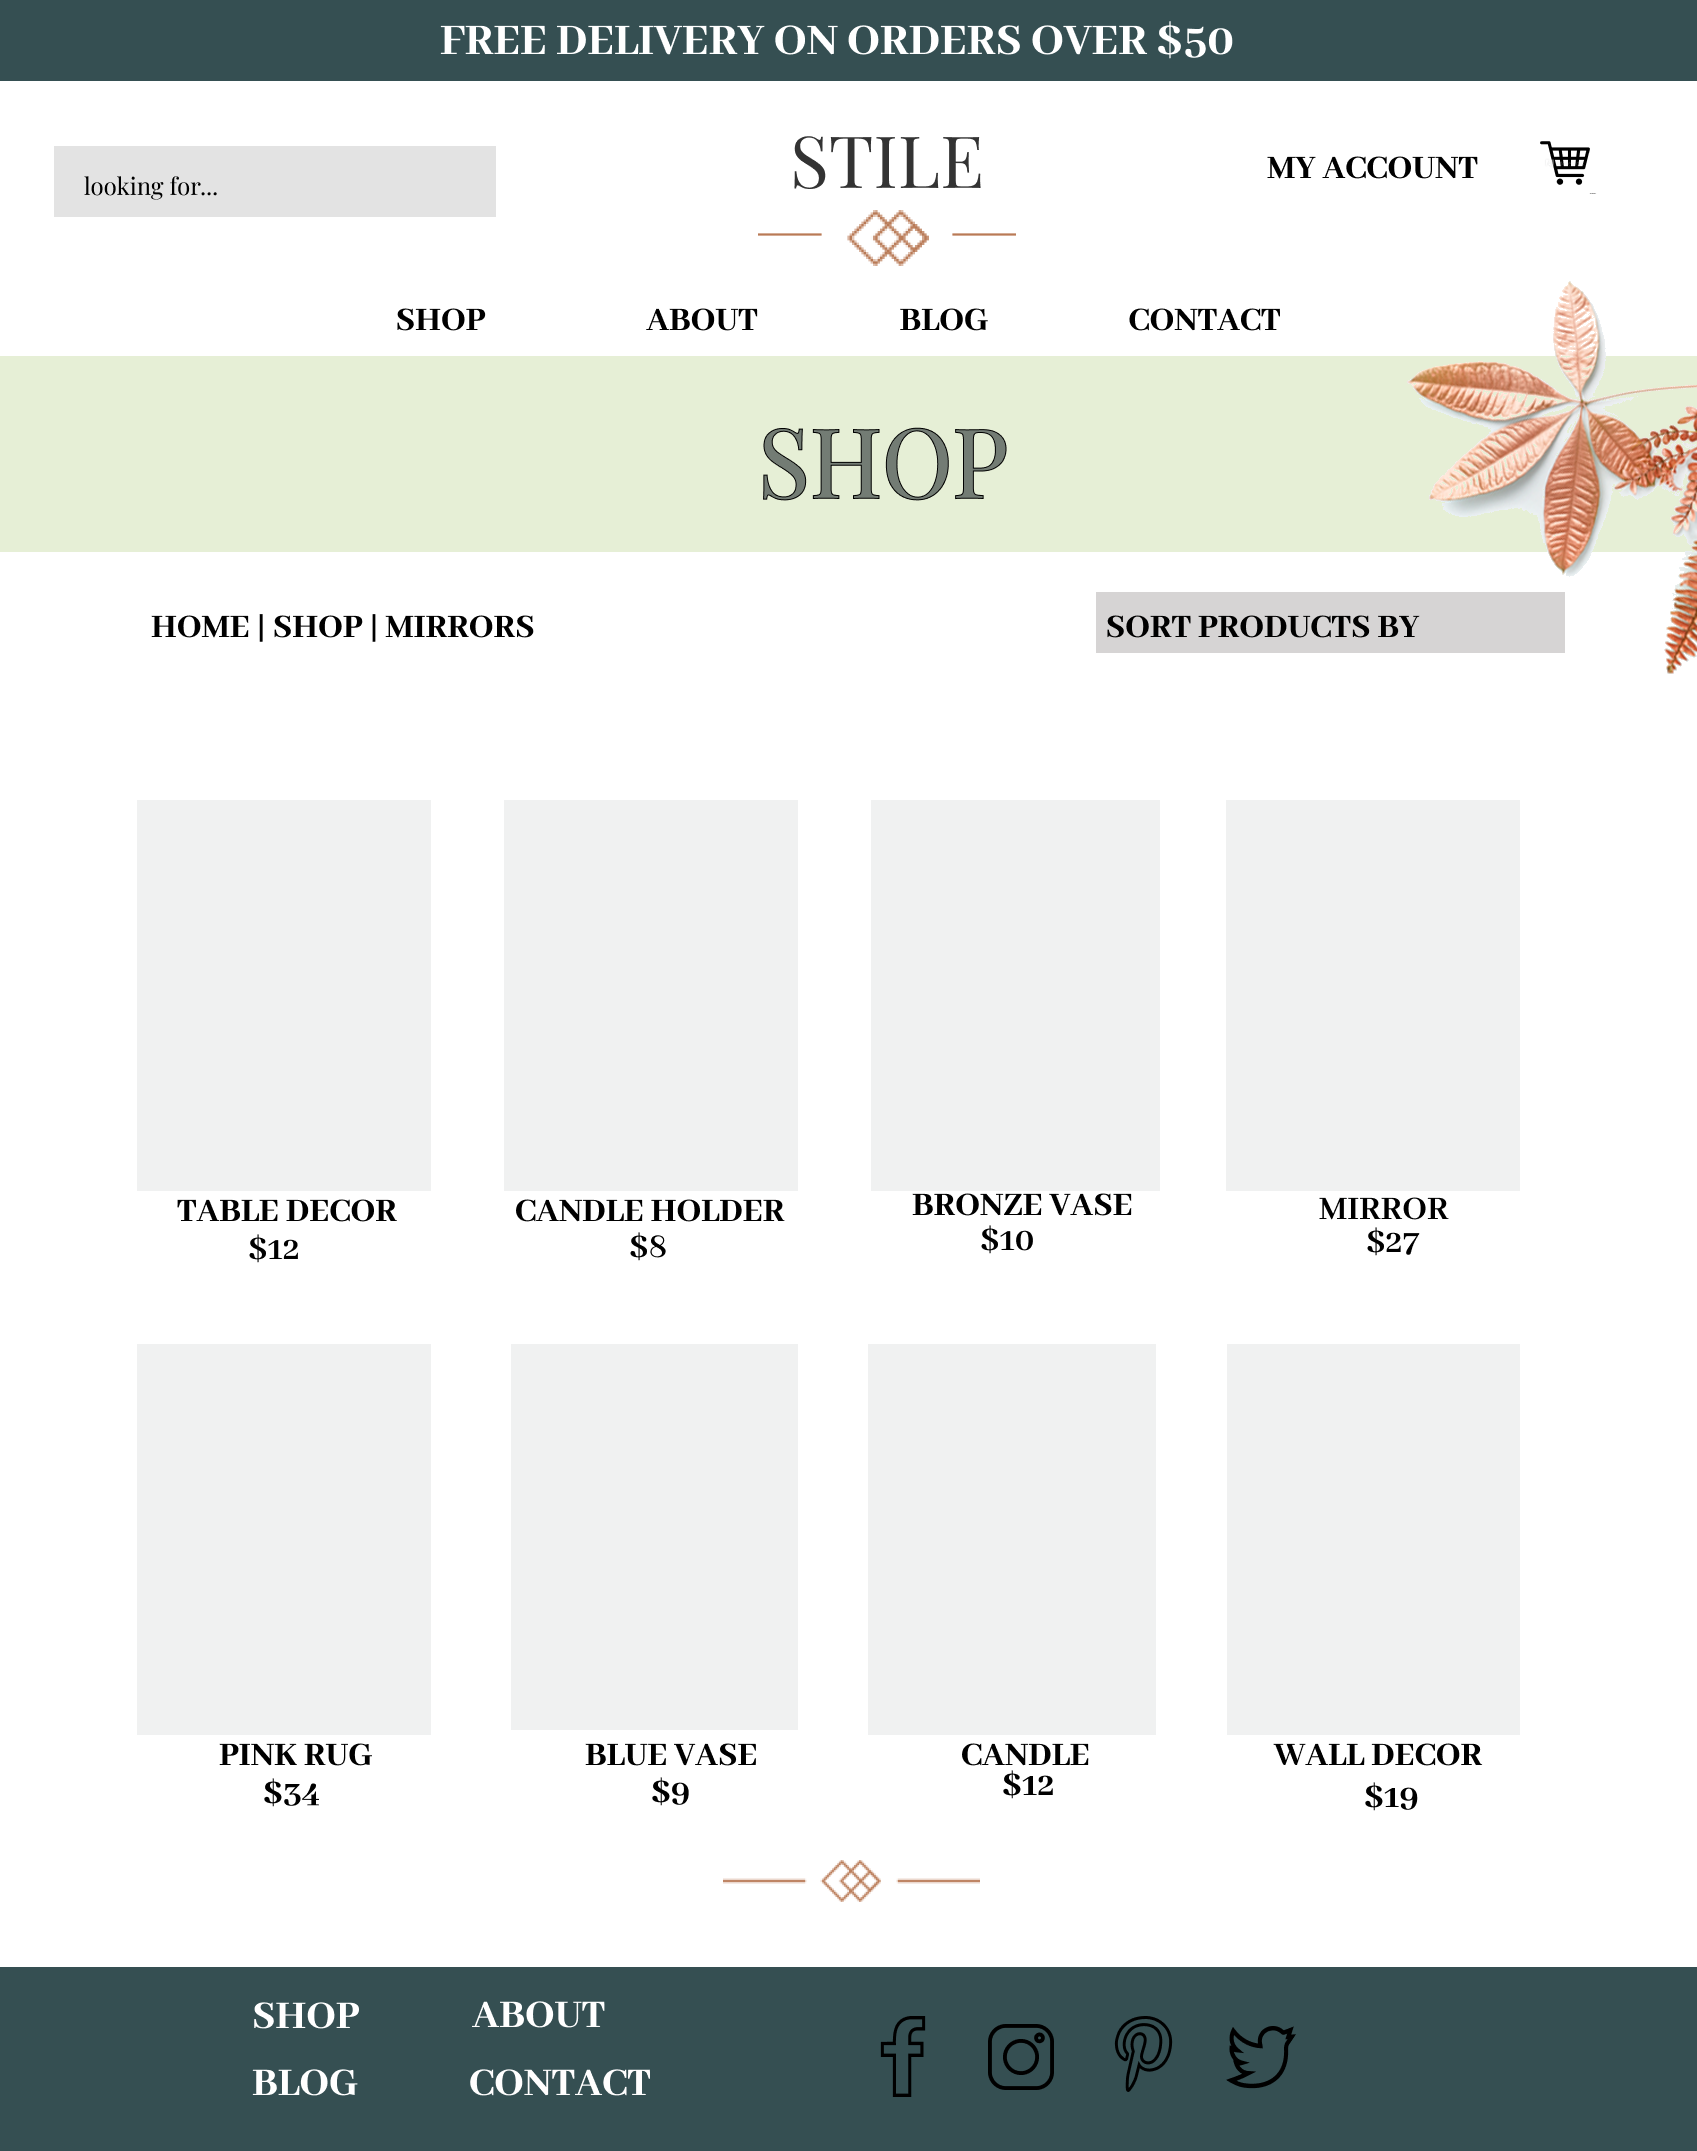 FREE DELIVERY ON ORDERS OVER $50
looking for...
STILE
MY ACCOUNT
SHOP ABOUT BLOG CONTACT
SHOP
HOME | SHOP | MIRRORS
SORT PRODUCTS BY
TABLE DECOR
$12
CANDLE HOLDER
$8
BRONZE VASE
$10
MIRROR
$27
PINK RUG
$34
BLUE VASE
$9
CANDLE
$12
WALL DECOR
$19
SHOP ABOUT
BLOG CONTACT